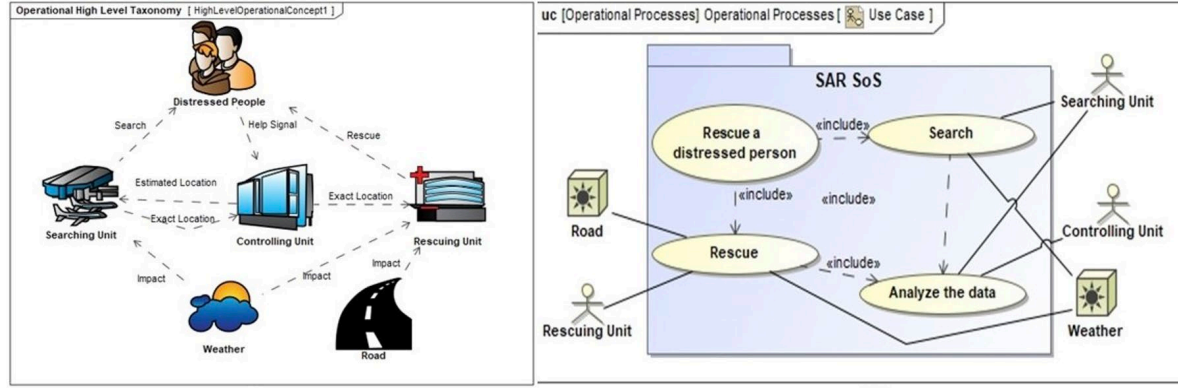 Operational High Level Taxonomy [ HighLevelOperationalConcept1 ]
Distressed People
Search
Help Signal
Rescue
Estimated Location
Exact Location
Exact Location
Searching Unit
Controlling Unit
Rescuing Unit
Impact
Impact
Impact
Weather
Road
uc [Operational Processes] Operational Processes [ Use Case ]
SAR SoS
Searching Unit
Rescue a
distressed person
«include»
Search
«include»
«include»
Road
Controlling Unit
Rescue
«include»
Analyze the data
Rescuing Unit
Weather